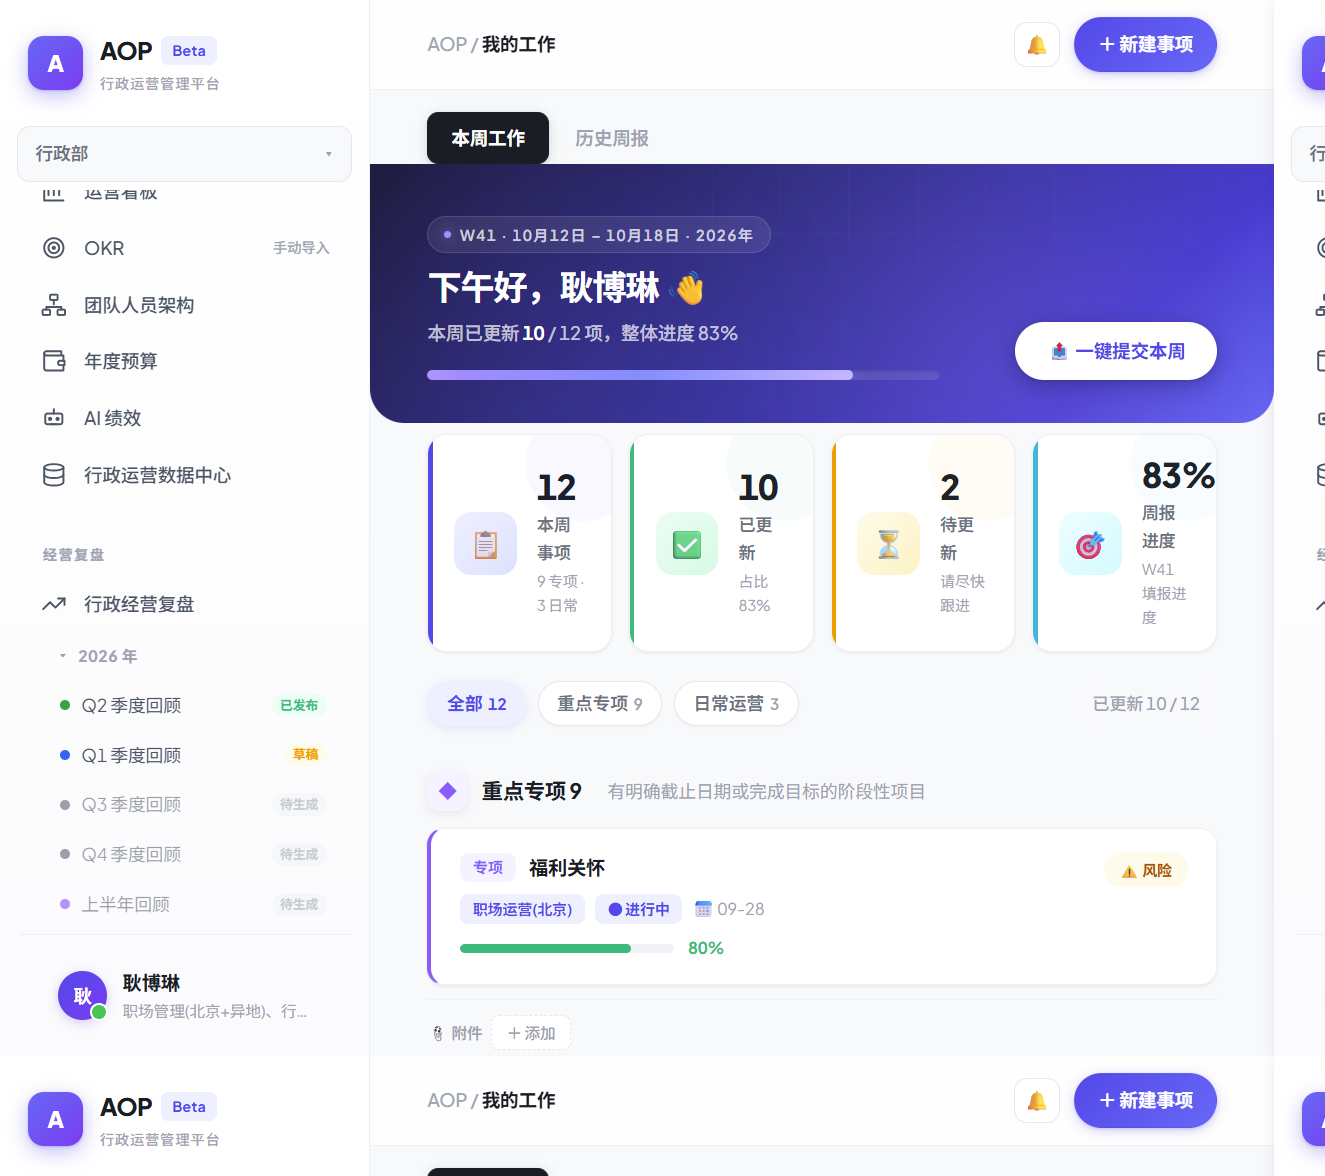 A
AOP Beta
行政运营管理平台
行政部
运营看板
OKR 手动导入
团队人员架构
年度预算
AI 绩效
行政运营数据中心
经营复盘
行政经营复盘
2026 年
Q2 季度回顾 已发布
Q1 季度回顾 草稿
Q3 季度回顾 待生成
Q4 季度回顾 待生成
上半年回顾 待生成
耿
耿博琳
职场管理(北京+异地)、行...
AOP / 我的工作
+ 新建事项
本周工作 历史周报
W41 · 10月12日 – 10月18日 · 2026年
下午好，耿博琳 👋
本周已更新 10 / 12 项，整体进度 83%
一键提交本周
12
本周
事项
9 专项 ·
3 日常
10
已更
新
占比
83%
2
待更
新
请尽快
跟进
83%
周报
进度
W41
填报进
度
全部 12 重点专项 9 日常运营 3 已更新 10 / 12
重点专项 9 有明确截止日期或完成目标的阶段性项目
专项 福利关怀 风险
职场运营(北京) 进行中 09-28
80%
附件 + 添加
A
AOP Beta
行政运营管理平台
AOP / 我的工作
+ 新建事项
行